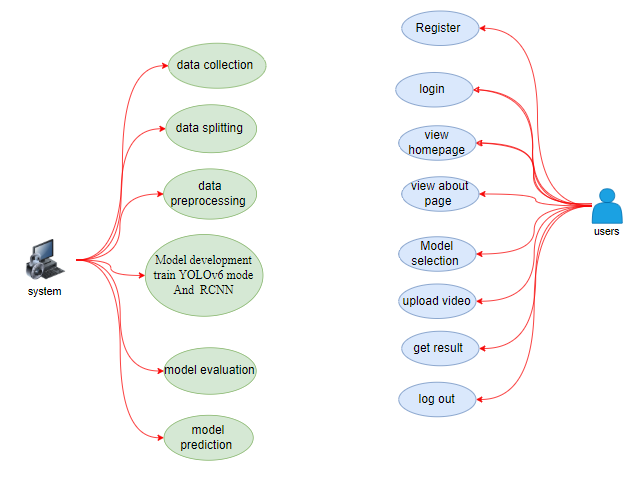 data collection
data splitting
data
preprocessing
Model development
train YOLOv6 mode
And RCNN
model evaluation
model
prediction
system
Register
login
view
homepage
view about
page
Model
selection
upload video
get result
log out
users